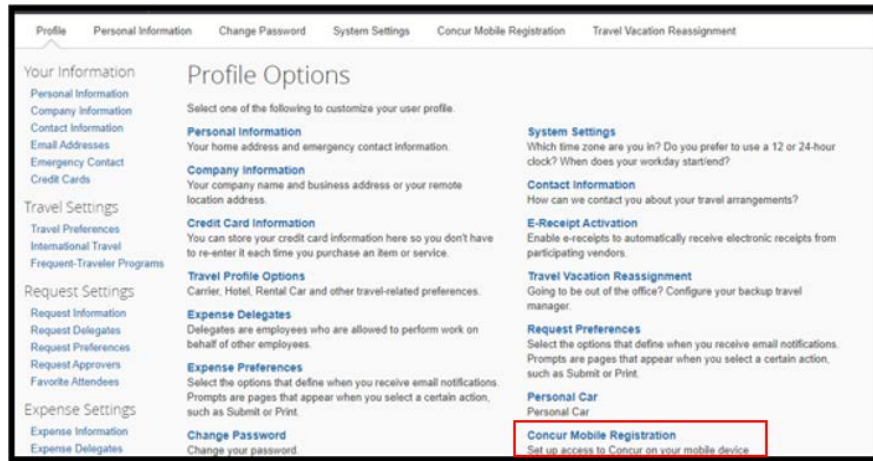 Profile Personal Information Change Password System Settings Concur Mobile Registration Travel Vacation Reassignment
Your Information
Personal Information
Company Information
Contact Information
Email Addresses
Emergency Contact
Credit Cards
Travel Settings
Travel Preferences
International Travel
Frequent-Traveler Programs
Request Settings
Request Information
Request Delegates
Request Preferences
Request Approvers
Favorite Attendees
Expense Settings
Expense Information
Expense Delegates
Profile Options
Select one of the following to customize your user profile.
Personal Information
Your home address and emergency contact information.
Company Information
Your company name and business address or your remote
location address.
Credit Card Information
You can store your credit card information here so you don't have
to re-enter it each time you purchase an item or service.
Travel Profile Options
Carrier, Hotel, Rental Car and other travel-related preferences.
Expense Delegates
Delegates are employees who are allowed to perform work on
behalf of other employees.
Expense Preferences
Select the options that define when you receive email notifications.
Prompts are pages that appear when you select a certain action,
such as Submit or Print.
Change Password
Change your password.
System Settings
Which time zone are you in? Do you prefer to use a 12 or 24-hour
clock? When does your workday start/end?
Contact Information
How can we contact you about your travel arrangements?
E-Receipt Activation
Enable e-receipts to automatically receive electronic receipts from
participating vendors.
Travel Vacation Reassignment
Going to be out of the office? Configure your backup travel
manager.
Request Preferences
Select the options that define when you receive email notifications.
Prompts are pages that appear when you select a certain action,
such as Submit or Print.
Personal Car
Personal Car
Concur Mobile Registration
Set up access to Concur on your mobile device